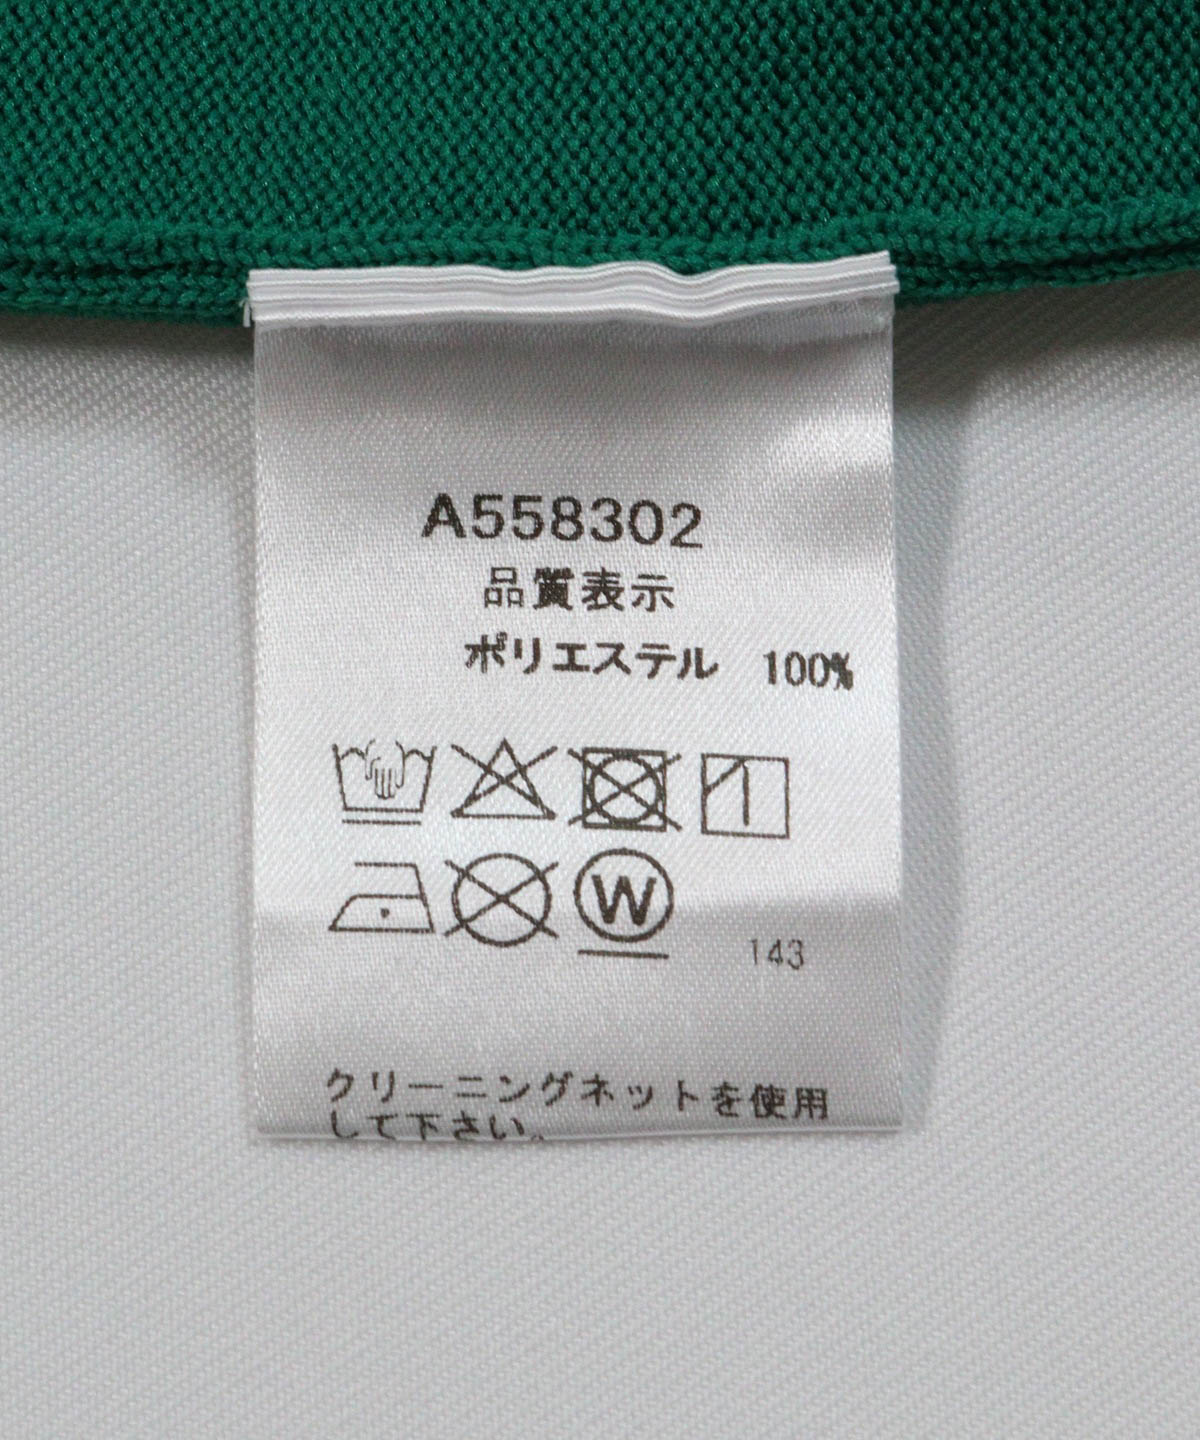 A558302
品質表示
ポリエステル 100%
W
143
クリーニングネットを使用
して下さい。